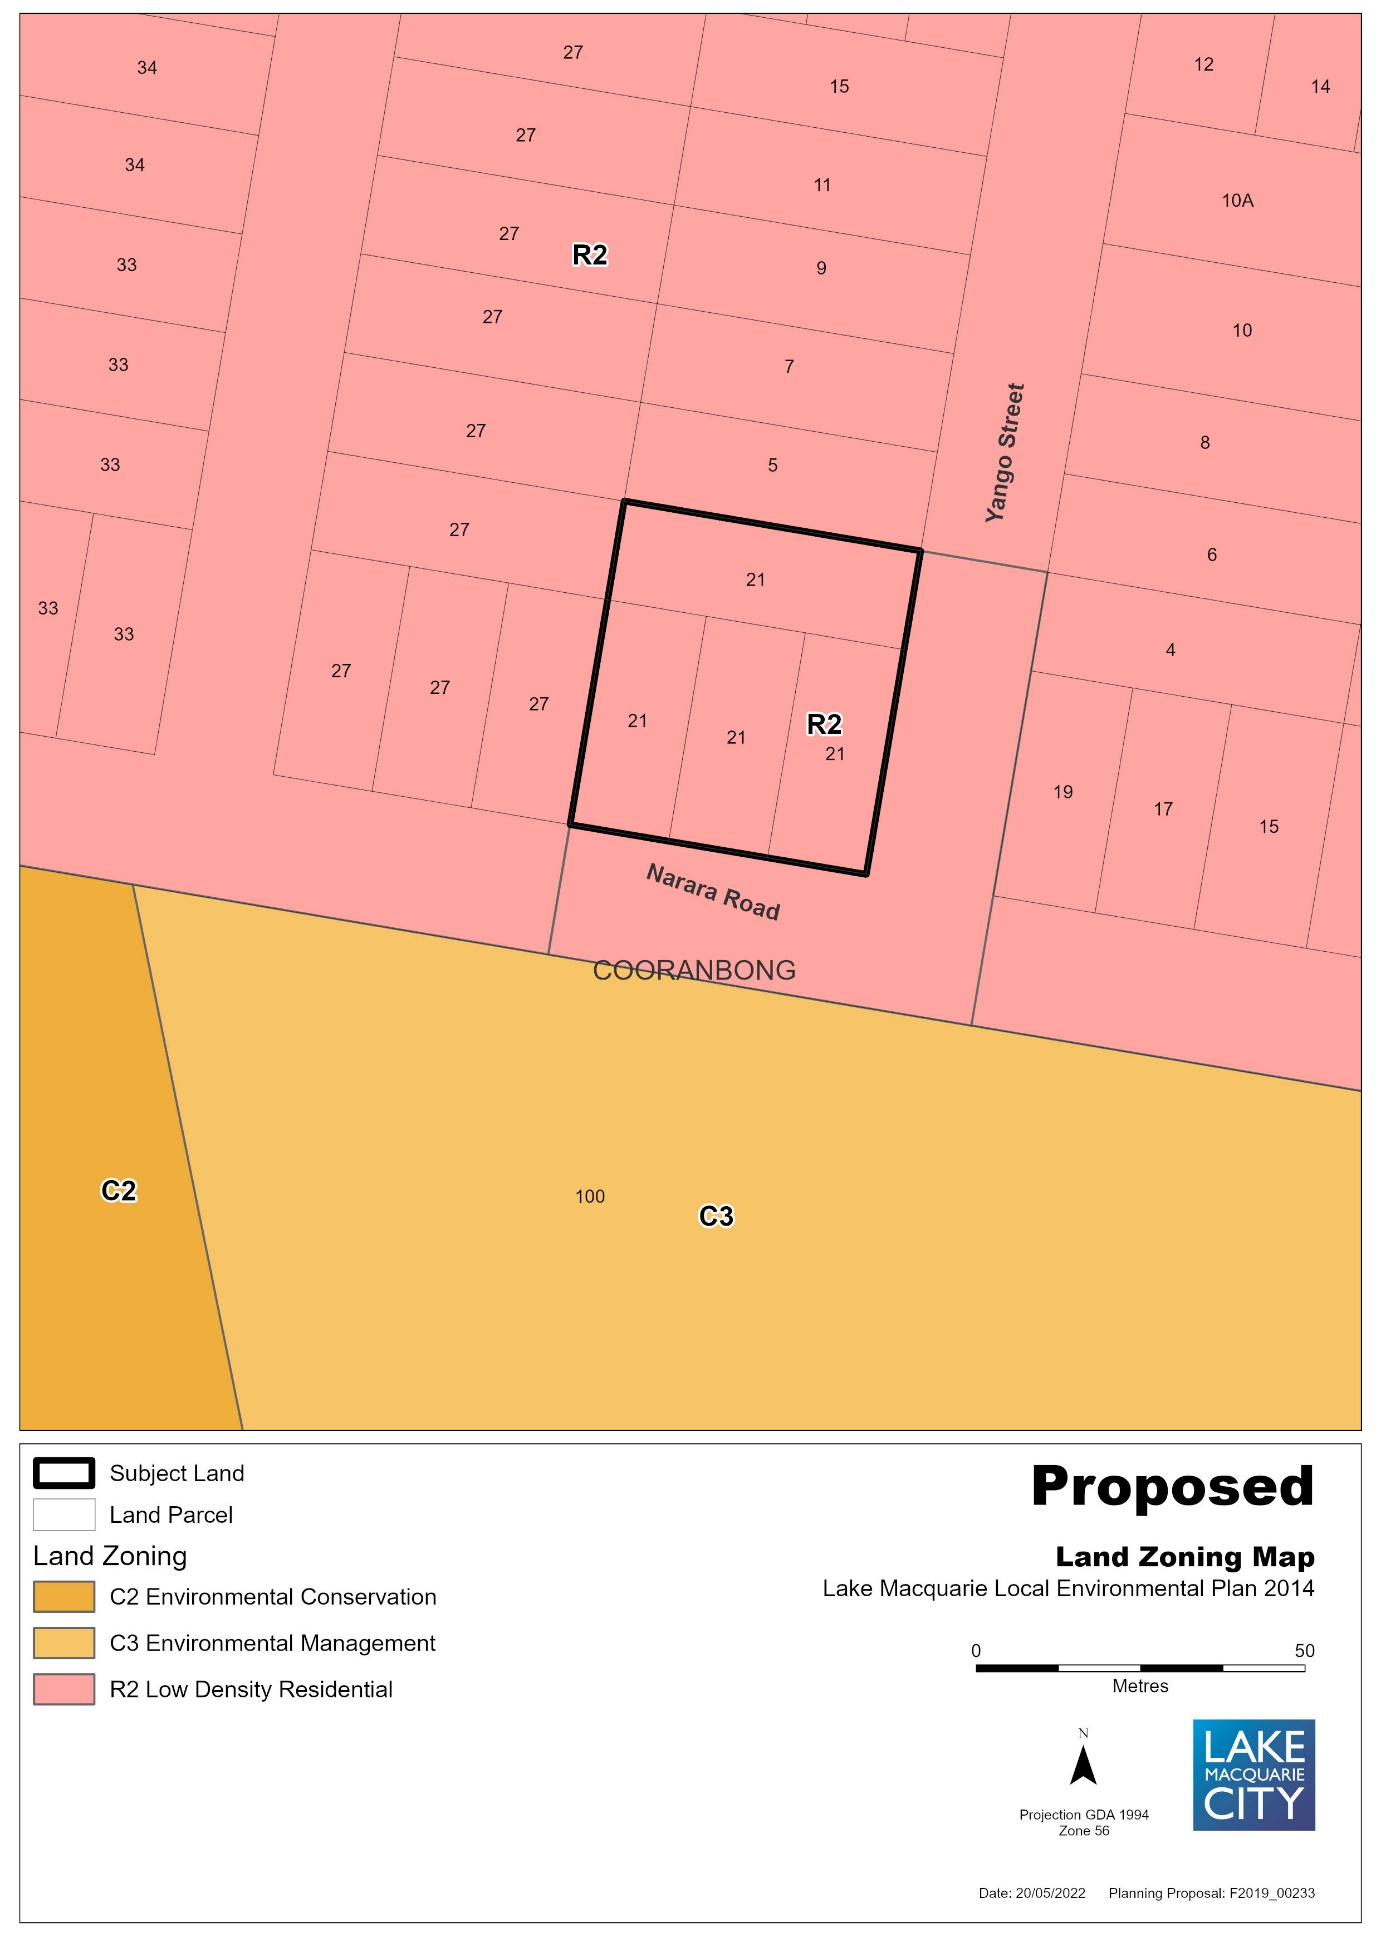 34
27
15
12
14
34
27
11
10A
33
27
R2
9
33
27
7
10
33
27
5
Yango Street
8
27
21
6
33
33
27
27
27
21
21
R2
21
4
19
17
15
Narara Road
COORANBONG
C2
100
C3
Subject Land
Land Parcel
Land Zoning
C2 Environmental Conservation
C3 Environmental Management
R2 Low Density Residential
Proposed
Land Zoning Map
Lake Macquarie Local Environmental Plan 2014
0 50
Metres
N
Projection GDA 1994
Zone 56
LAKE
MACQUARIE
CITY
Date: 20/05/2022 Planning Proposal: F2019_00233